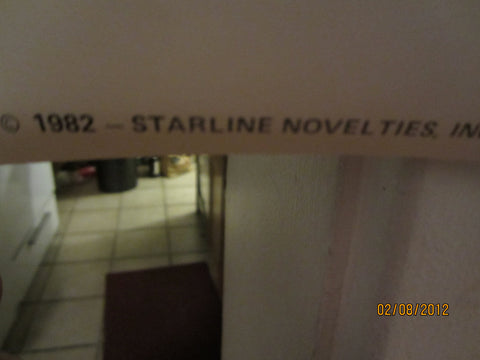 © 1982 — STARLINE NOVELTIES, IN
02/08/2012